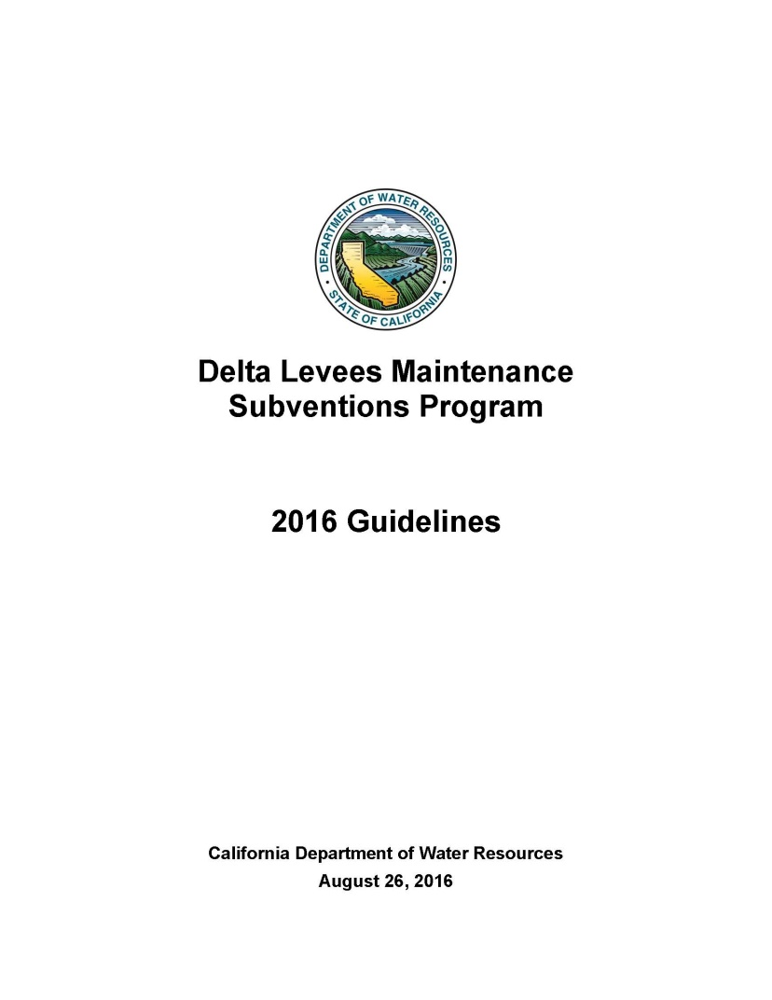 DEPARTMENT OF WATER RESOURCES
STATE OF CALIFORNIA
Delta Levees Maintenance
Subventions Program
2016 Guidelines
California Department of Water Resources
August 26, 2016